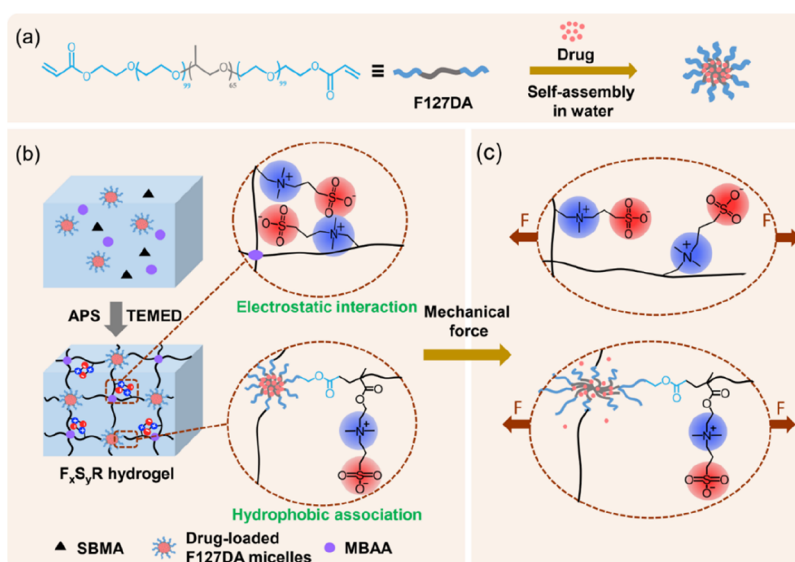 (a)
O
O
O
O
O
O
O
99
65
99
≡
F127DA
Drug
Self-assembly
in water
(b)
APS
TEMED
FxSyR hydrogel
N
+
S
O
O
O
-
-
O
S
O
O
N
+
Electrostatic interaction
O
O
O
O
N
+
O
S
O
O
-
Hydrophobic association
▲ SBMA
Drug-loaded
F127DA micelles
MBAA
Mechanical
force
(c)
F
F
N
+
S
O
O
O
-
S
O
O
O
-
N
+
F
F
O
O
O
O
N
+
O
S
O
O
-